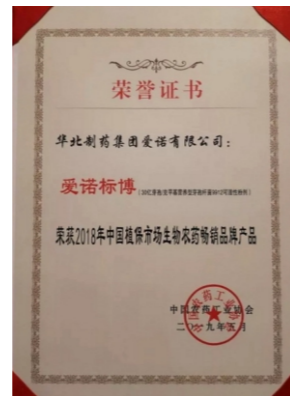 荣誉证书
华北制药集团爱诺有限公司：
爱诺标博
荣获2018年中国植保市场生物农药畅销品牌产品
中国农药工业协会
二〇一九年五月